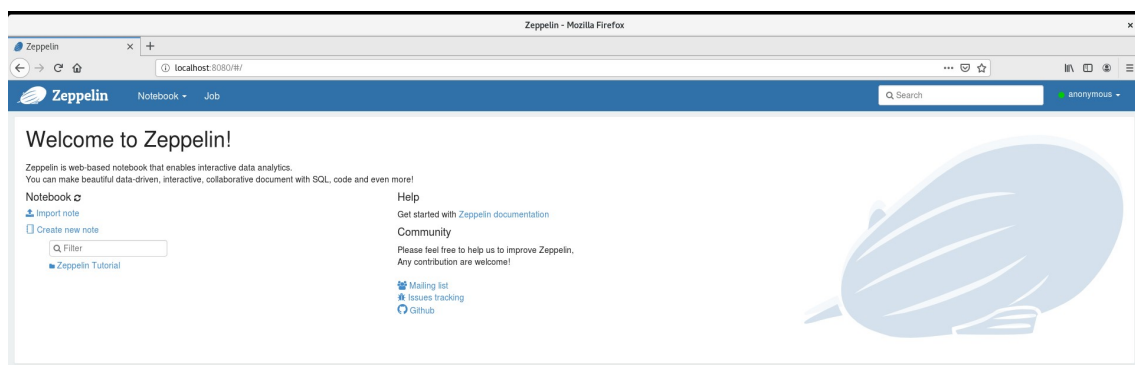 Zeppelin - Mozilla Firefox
Zeppelin
localhost:8080/#/
Zeppelin Notebook Job Search anonymous
Welcome to Zeppelin!
Zeppelin is web-based notebook that enables interactive data analytics.
You can make beautiful data-driven, interactive, collaborative document with SQL, code and even more!
Notebook
Import note
Create new note
Filter
Zeppelin Tutorial
Help
Get started with Zeppelin documentation
Community
Please feel free to help us to improve Zeppelin,
Any contribution are welcome!
Mailing list
Issues tracking
Github